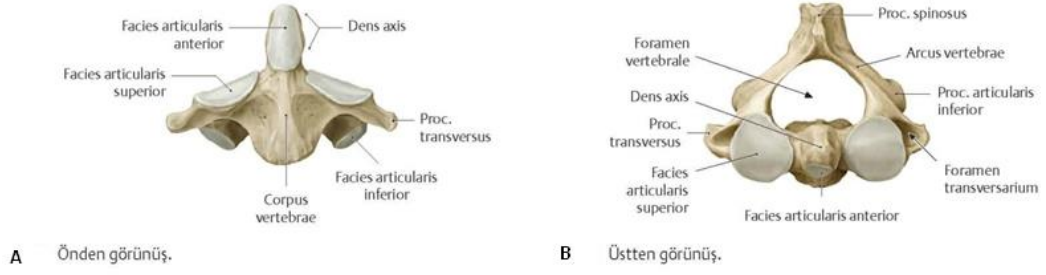 Facies articularis
anterior
Dens axis
Facies articularis
superior
Proc.
transversus
Facies articularis
inferior
Corpus
vertebrae
A Önden görünüş.
Proc. spinosus
Foramen
vertebrale
Arcus vertebrae
Dens axis
Proc. articularis
inferior
Proc.
transversus
Facies
articularis
superior
Foramen
transversarium
Facies articularis anterior
B Üstten görünüş.